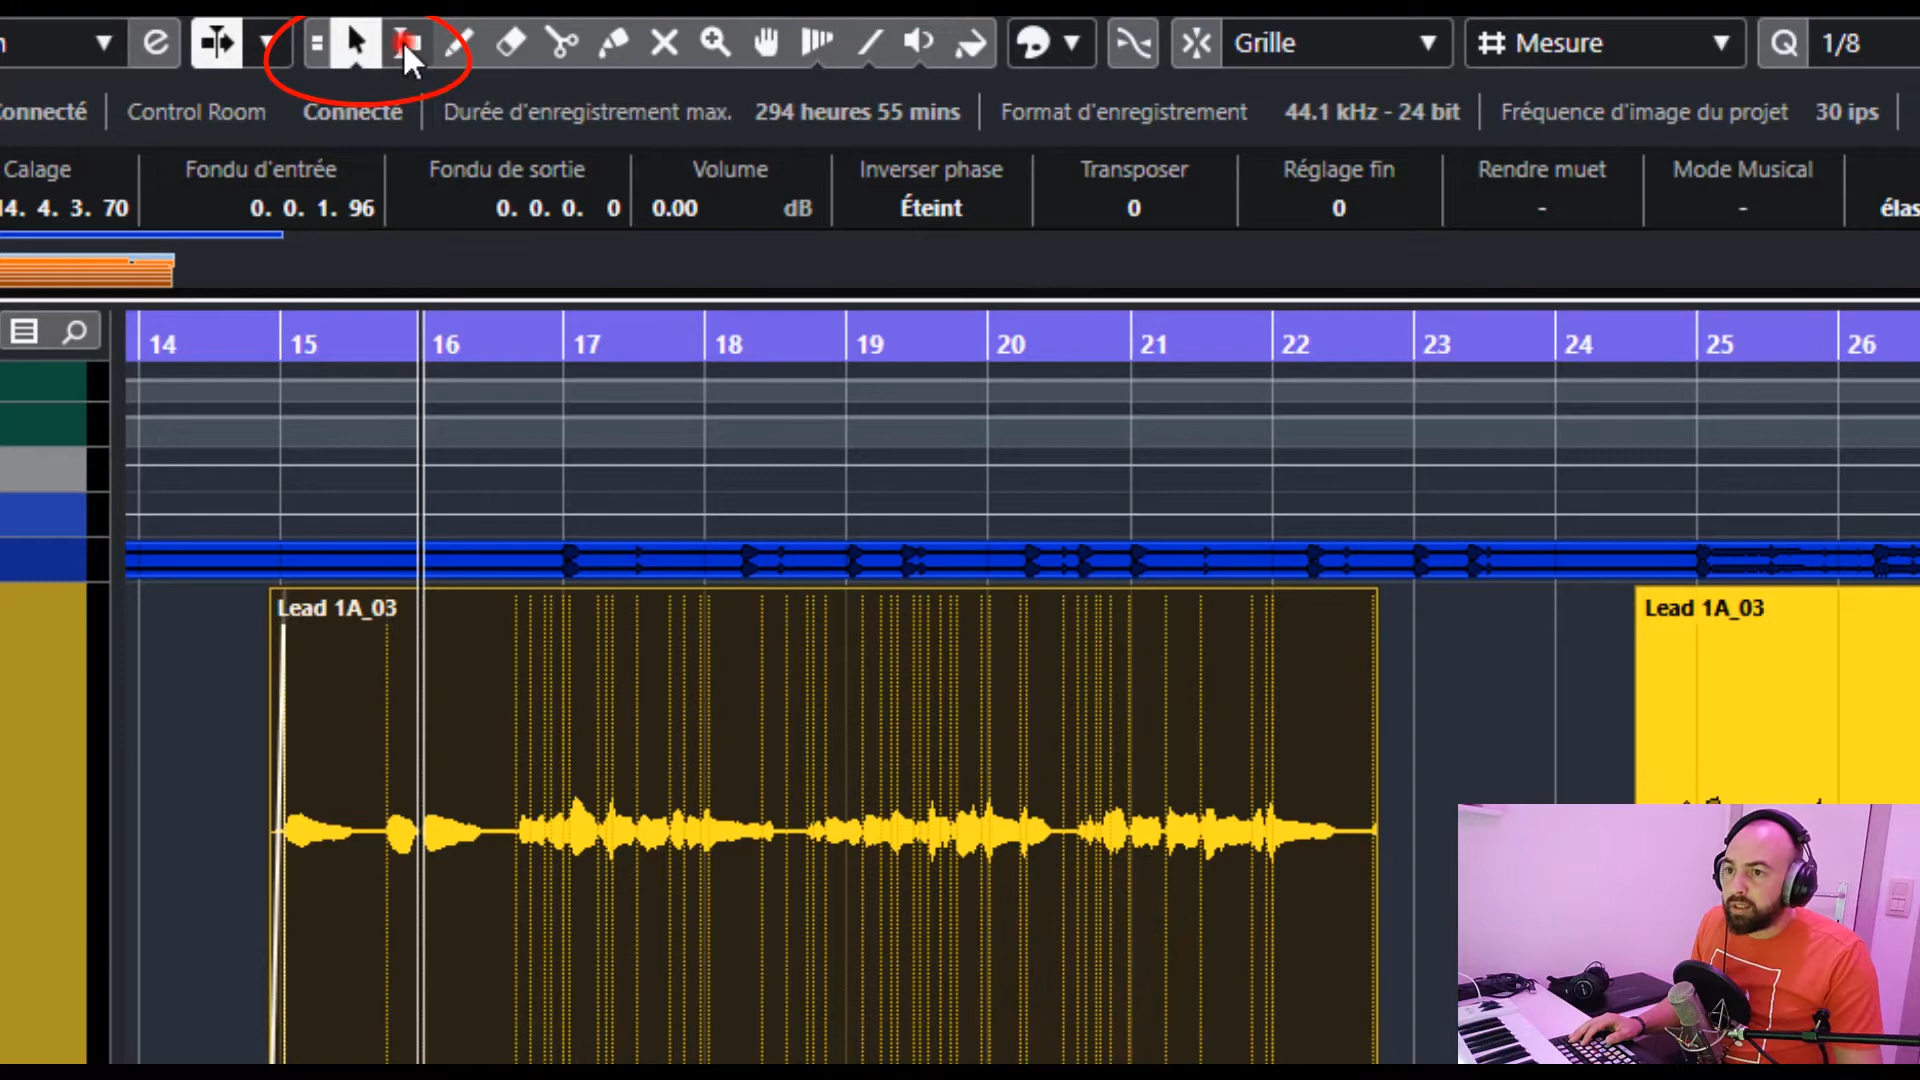 Grille
Mesure
1/8
Control Room
Connecté
Durée d'enregistrement max.
294 heures 55 mins
Format d'enregistrement
44.1 kHz - 24 bit
Fréquence d'image du projet
30 ips
Calage
Fondu d'entrée
Fondu de sortie
Volume
Inverser phase
Transposer
Réglage fin
Rendre muet
Mode Musical
14. 4. 3. 70
0. 0. 1. 96
0. 0. 0. 0
0.00 dB
Éteint
0
0
-
-
élas
14 15 16 17 18 19 20 21 22 23 24 25 26
Lead 1A_03
Lead 1A_03